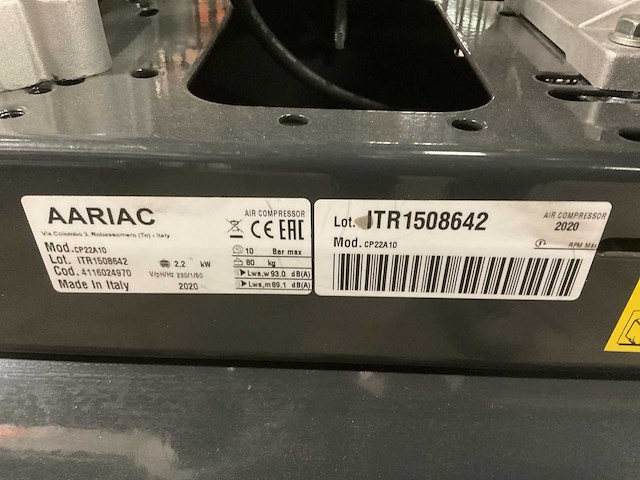 AARIAC
Via Colombo 3, Robassomero (To) - Italy
Mod. CP22A10
Lot. ITR1508642
Cod. 4116024970
Made In Italy
2,2 kW
V/pH/Hz 230/1/50
2020
AIR COMPRESSOR
CE EAC
10 Bar max
60 kg
Lwa,w 93.0 dB(A)
Lwa,m 89.1 dB(A)
Lot. ITR1508642
Mod. CP22A10
AIR COMPRESSOR
2020
RPM Max